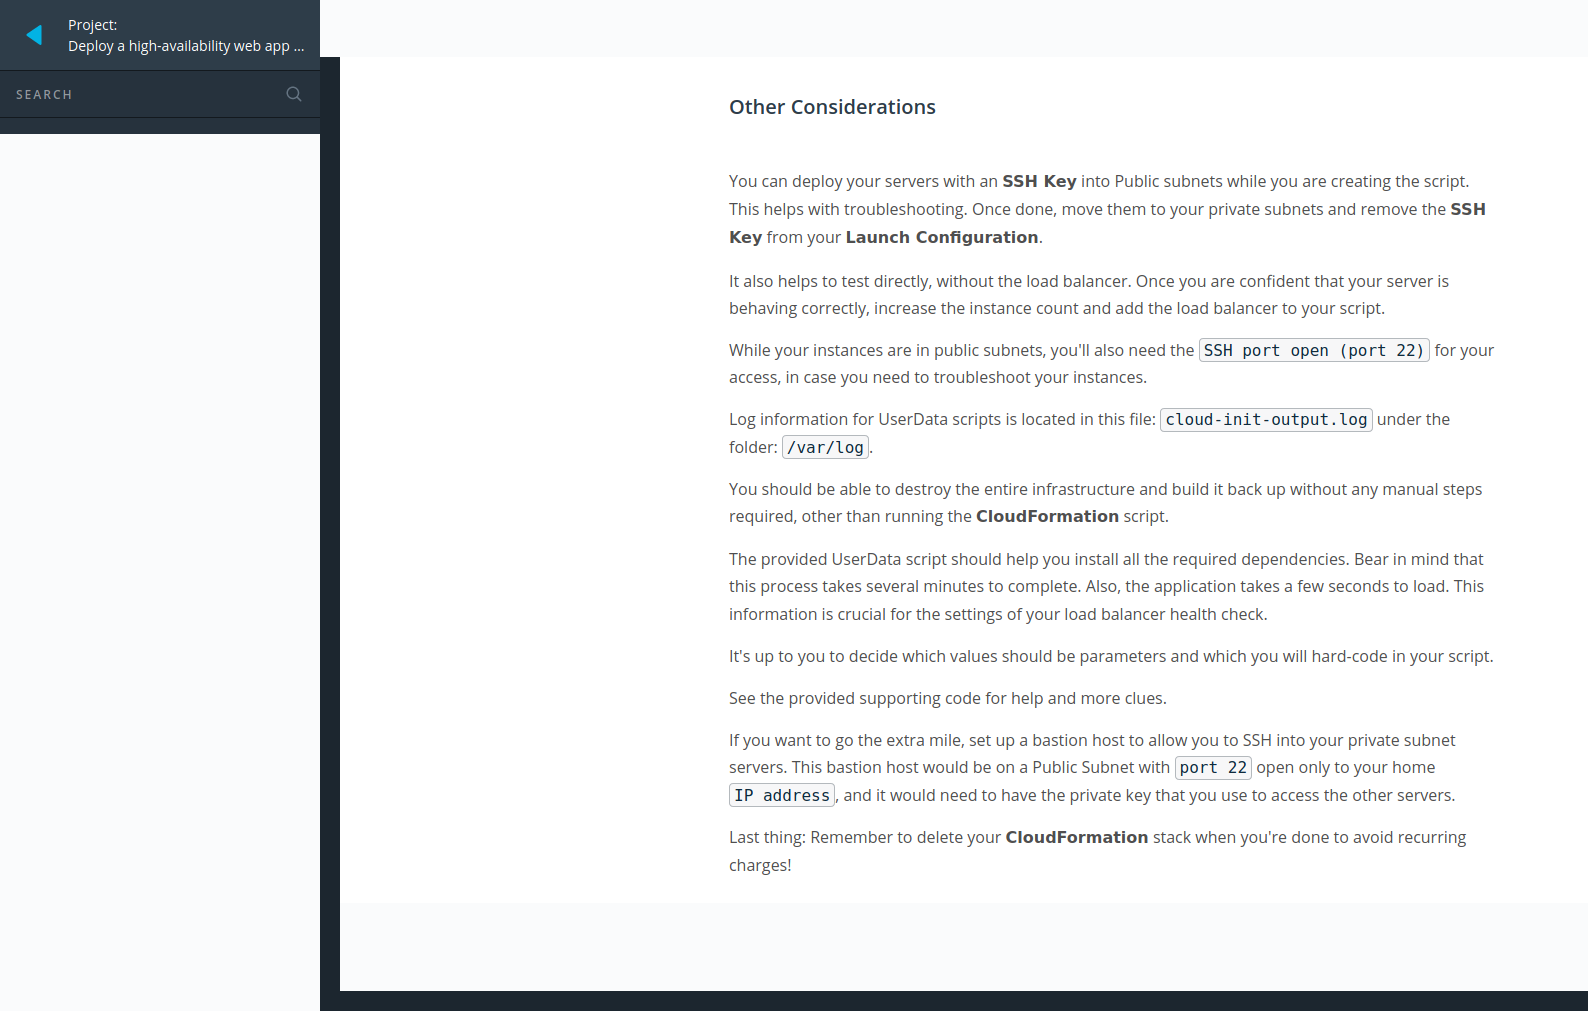 Project:
Deploy a high-availability web app ...
SEARCH
Other Considerations
You can deploy your servers with an SSH Key into Public subnets while you are creating the script.
This helps with troubleshooting. Once done, move them to your private subnets and remove the SSH
Key from your Launch Configuration.
It also helps to test directly, without the load balancer. Once you are confident that your server is
behaving correctly, increase the instance count and add the load balancer to your script.
While your instances are in public subnets, you'll also need the SSH port open (port 22) for your
access, in case you need to troubleshoot your instances.
Log information for UserData scripts is located in this file: cloud-init-output.log under the
folder: /var/log.
You should be able to destroy the entire infrastructure and build it back up without any manual steps
required, other than running the CloudFormation script.
The provided UserData script should help you install all the required dependencies. Bear in mind that
this process takes several minutes to complete. Also, the application takes a few seconds to load. This
information is crucial for the settings of your load balancer health check.
It's up to you to decide which values should be parameters and which you will hard-code in your script.
See the provided supporting code for help and more clues.
If you want to go the extra mile, set up a bastion host to allow you to SSH into your private subnet
servers. This bastion host would be on a Public Subnet with port 22 open only to your home
IP address, and it would need to have the private key that you use to access the other servers.
Last thing: Remember to delete your CloudFormation stack when you're done to avoid recurring
charges!